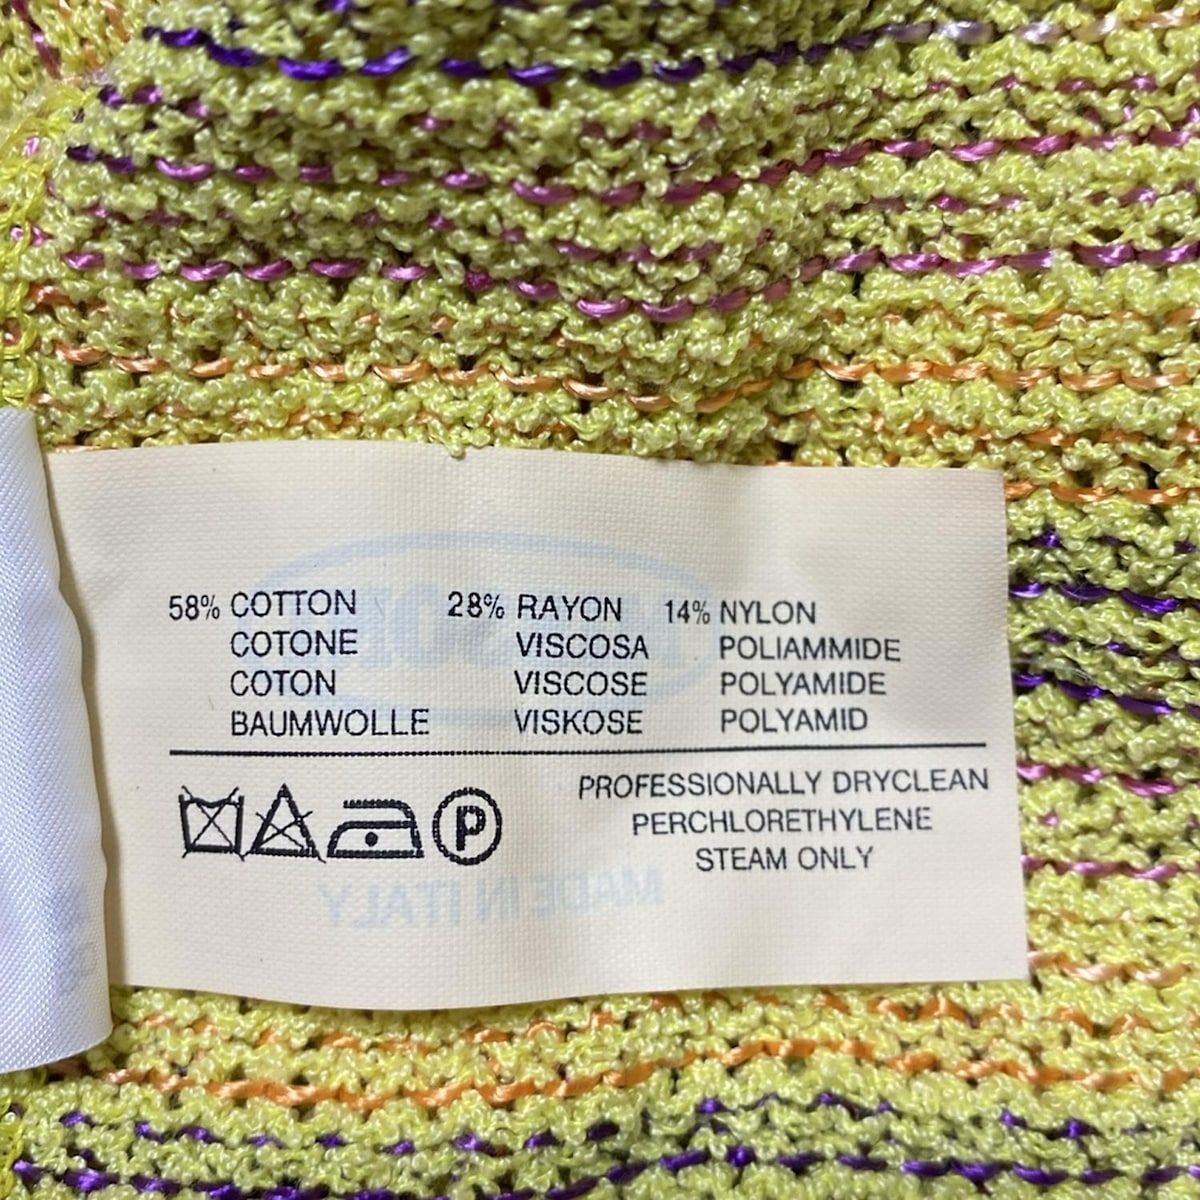 58% COTTON 28% RAYON 14% NYLON
COTONE VISCOSA POLIAMMIDE
COTON VISCOSE POLYAMIDE
BAUMWOLLE VISKOSE POLYAMID
P
PROFESSIONALLY DRYCLEAN
PERCHLORETHYLENE
STEAM ONLY
MADE IN ITALY